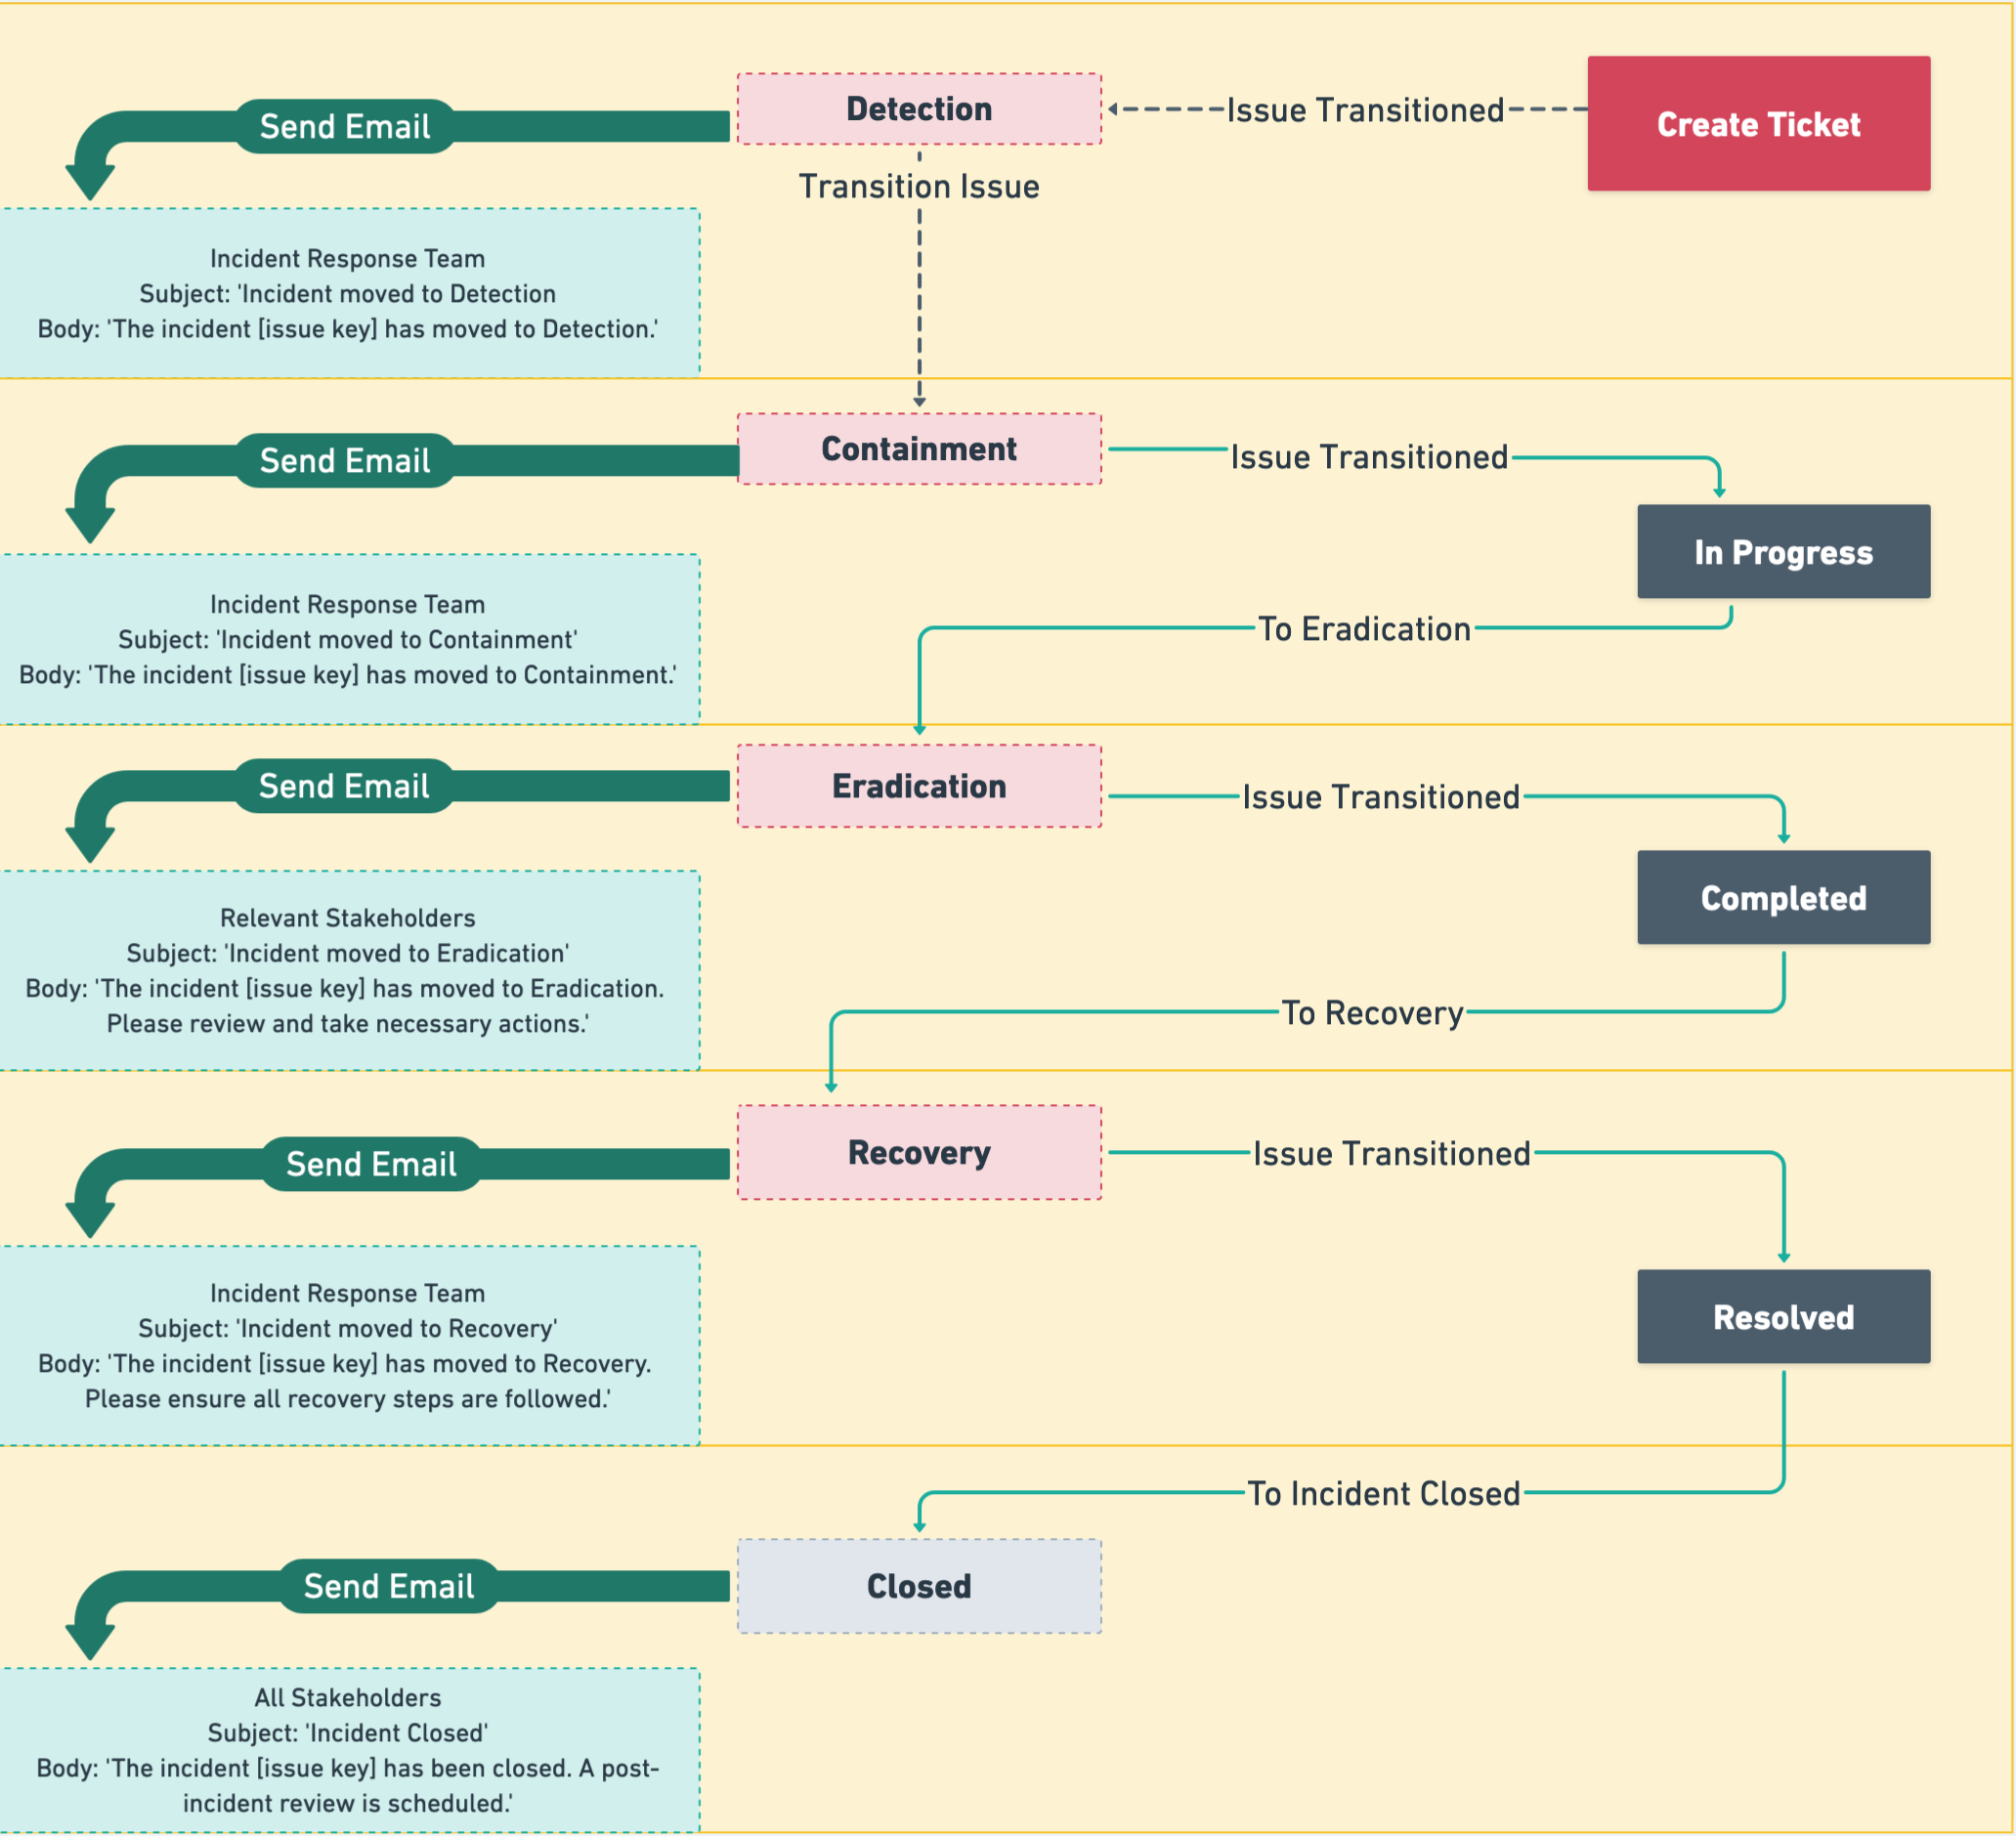 Send Email
Detection
Issue Transitioned
Create Ticket
Transition Issue
Incident Response Team
Subject: 'Incident moved to Detection
Body: 'The incident [issue key] has moved to Detection.'
Send Email
Containment
Issue Transitioned
In Progress
To Eradication
Incident Response Team
Subject: 'Incident moved to Containment'
Body: 'The incident [issue key] has moved to Containment.'
Send Email
Eradication
Issue Transitioned
Completed
Relevant Stakeholders
Subject: 'Incident moved to Eradication'
Body: 'The incident [issue key] has moved to Eradication.
Please review and take necessary actions.'
To Recovery
Send Email
Recovery
Issue Transitioned
Incident Response Team
Subject: 'Incident moved to Recovery'
Body: 'The incident [issue key] has moved to Recovery.
Please ensure all recovery steps are followed.'
Resolved
To Incident Closed
Send Email
Closed
All Stakeholders
Subject: 'Incident Closed'
Body: 'The incident [issue key] has been closed. A post-
incident review is scheduled.'